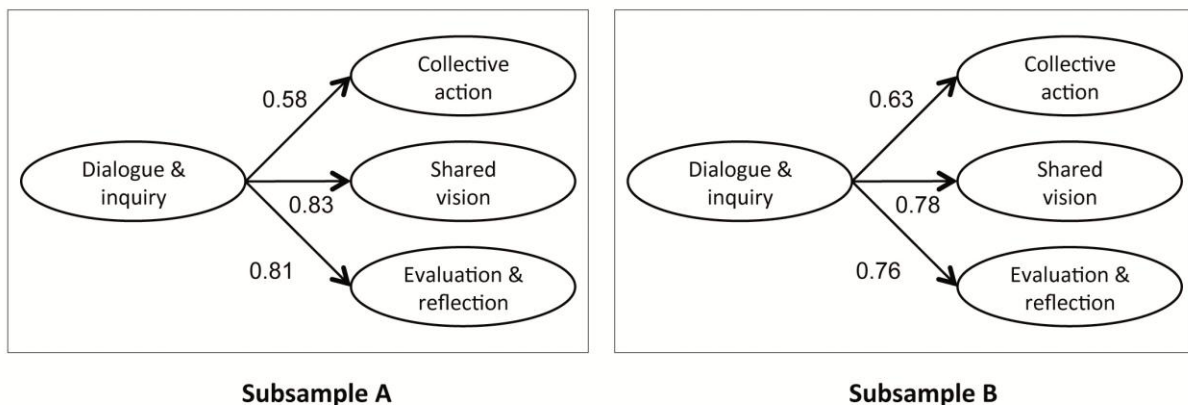 Collective
action
0.58
Dialogue &
inquiry
Shared
vision
0.83
0.81
Evaluation &
reflection
Subsample A
Collective
action
0.63
Dialogue &
inquiry
Shared
vision
0.78
0.76
Evaluation &
reflection
Subsample B